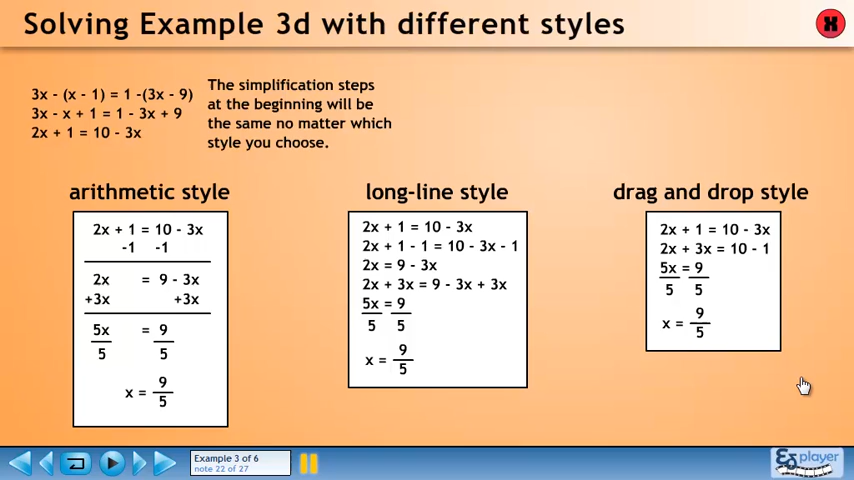 Solving Example 3d with different styles
X
3x - (x - 1) = 1 -(3x - 9)
3x - x + 1 = 1 - 3x + 9
2x + 1 = 10 - 3x
The simplification steps
at the beginning will be
the same no matter which
style you choose.
arithmetic style
2x + 1 = 10 - 3x
-1 -1
2x = 9 - 3x
+3x +3x
5x = 9
5 5
x = 9
5
long-line style
2x + 1 = 10 - 3x
2x + 1 - 1 = 10 - 3x - 1
2x = 9 - 3x
2x + 3x = 9 - 3x + 3x
5x = 9
5 5
x = 9
5
drag and drop style
2x + 1 = 10 - 3x
2x + 3x = 10 - 1
5x = 9
5 5
x = 9
5
Example 3 of 6
note 22 of 27
player